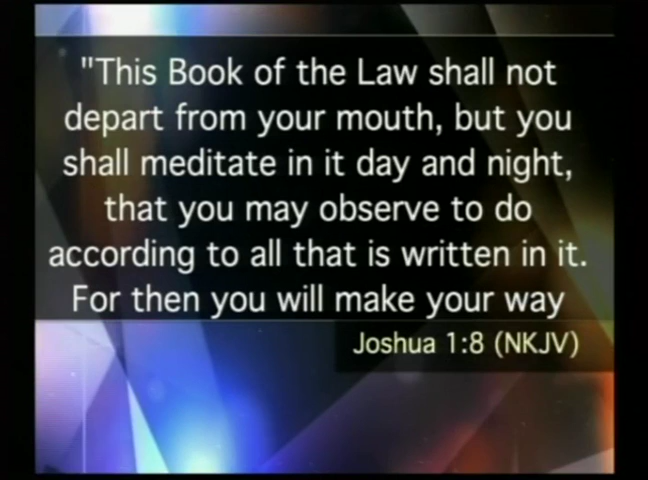 "This Book of the Law shall not
depart from your mouth, but you
shall meditate in it day and night,
that you may observe to do
according to all that is written in it.
For then you will make your way
Joshua 1:8 (NKJV)